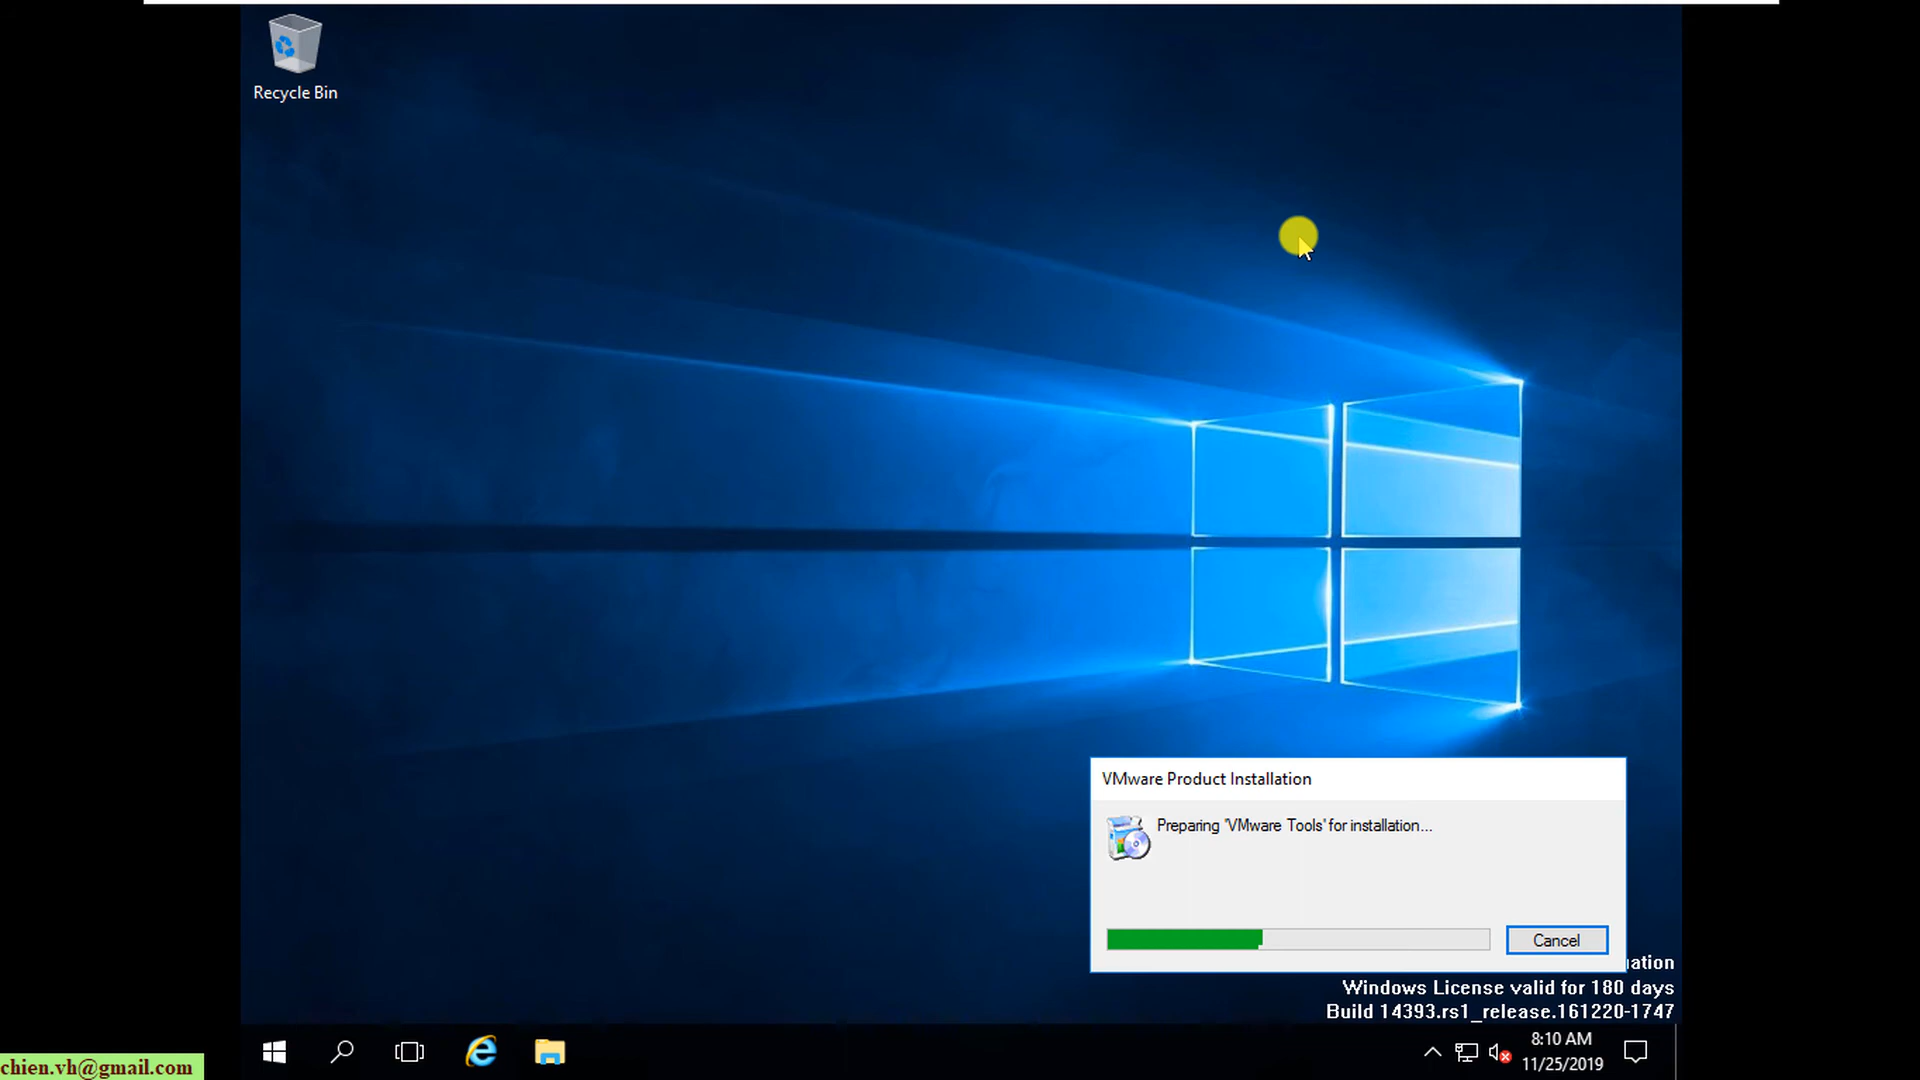 Recycle Bin
VMware Product Installation
Preparing 'VMware Tools' for installation...
Cancel
Windows License valid for 180 days
Build 14393.rs1_release.161220-1747
8:10 AM
11/25/2019
chien.vh@gmail.com